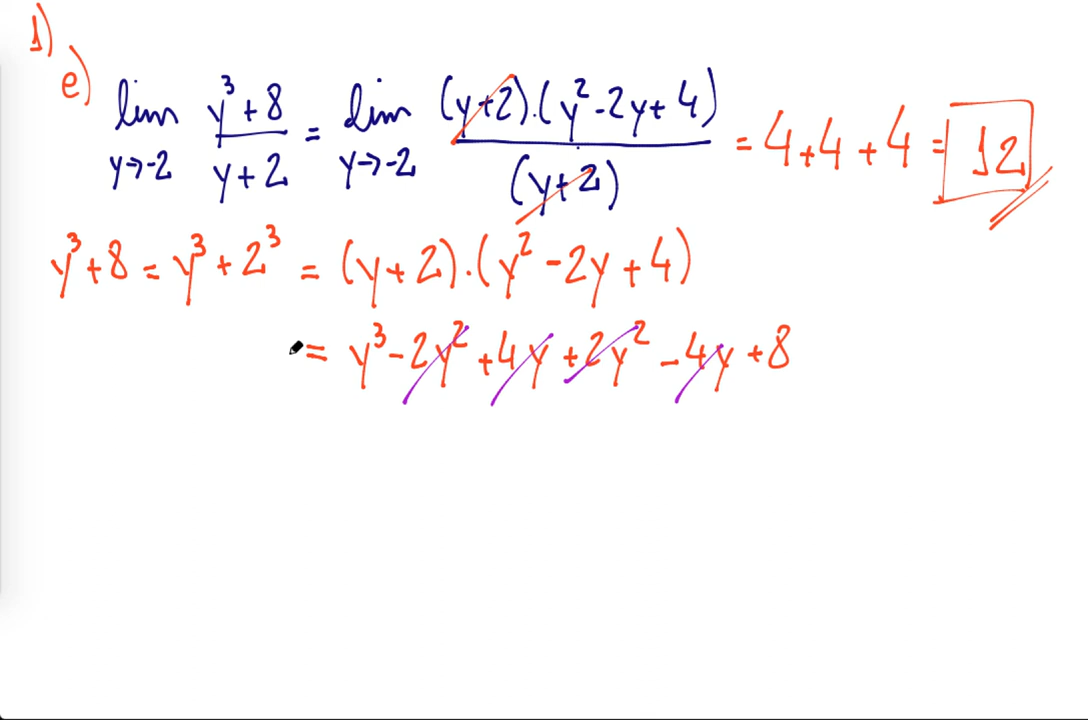 1)
e) lim y→-2 (y³+8)/(y+2) = lim y→-2 ((y+2).(y²-2y+4))/((y+2)) = 4+4+4 = 12
y³+8 = y³+2³ = (y+2).(y²-2y+4)
= y³-2y²+4y+2y²-4y+8